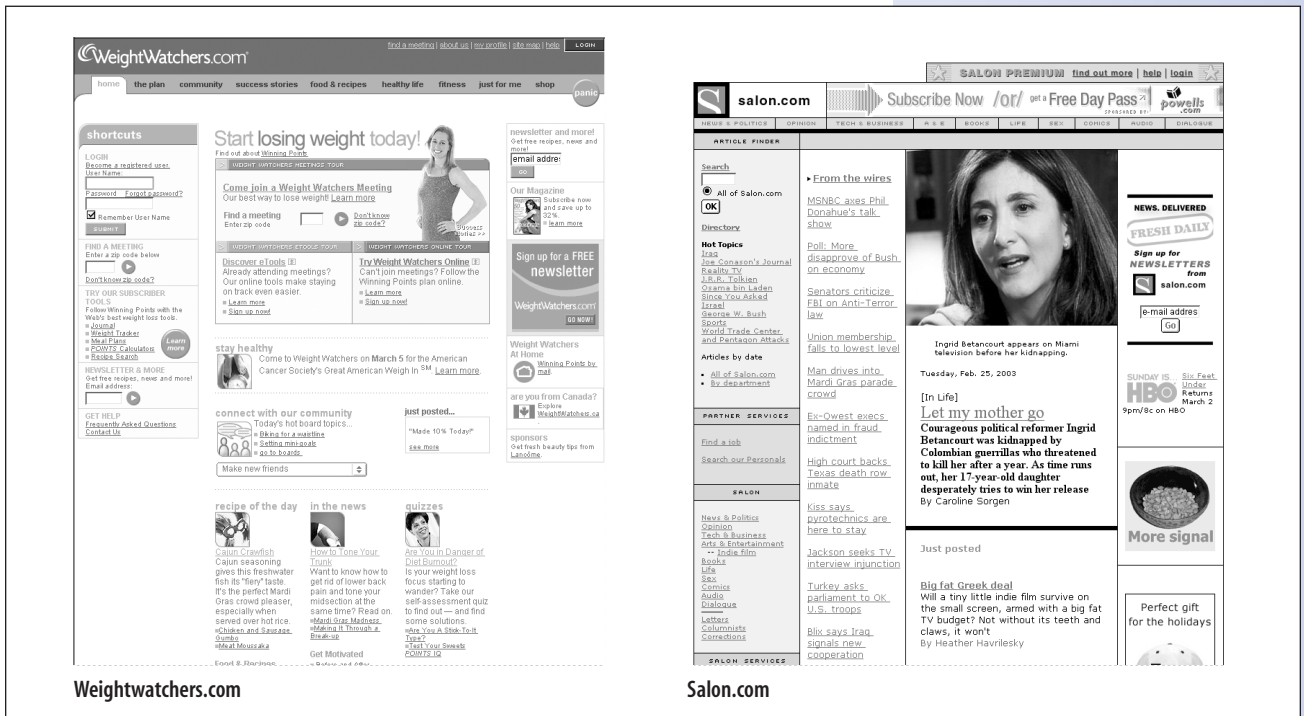 find a meeting | about us | my profile | site map | help
LOGIN
WeightWatchers.com
home the plan community success stories food & recipes healthy life fitness just for me shop
panic
shortcuts
LOGIN
Become a registered user.
User Name:
Password Forgot password?
Remember User Name
SUBMIT
FIND A MEETING
Enter a zip code below
Don't know zip code?
TRY OUR SUBSCRIBER
TOOLS
Follow Winning Points with the
Web's best weight loss tools.
Journal
Weight Tracker
Meal Plans
POINTS Calculators
Recipe Search
Learn
more
NEWSLETTER & MORE
Get free recipes, news and more!
Email address:
GET HELP
Frequently Asked Questions
Contact Us
Start losing weight today!
Find out about Winning Points
WEIGHT WATCHERS MEETINGS TOUR
Come join a Weight Watchers Meeting
Our best way to lose weight! Learn more
Find a meeting
Enter zip code
Don't know
zip code?
Success
Stories >>
WEIGHT WATCHERS ETOOLS TOUR
Discover eTools
Already attending meetings?
Our online tools make staying
on track even easier.
Learn more
Sign up now!
WEIGHT WATCHERS ONLINE TOUR
Try Weight Watchers Online
Can't join meetings? Follow the
Winning Points plan online.
Learn more
Sign up now!
stay healthy
Come to Weight Watchers on March 5 for the American
Cancer Society's Great American Weigh In SM Learn more.
connect with our community
Today's hot board topics...
Biking for a waistline
Setting mini-goals
go to boards
Make new friends
just posted...
"Made 10% Today!"
see more
recipe of the day
Cajun Crawfish
Cajun seasoning
gives this freshwater
fish its "fiery" taste.
It's the perfect Mardi
Gras crowd pleaser,
especially when
served over hot rice.
Chicken and Sausage
Gumbo
Meat Moussaka
Food & Recipes
in the news
How to Tone Your
Trunk
Want to know how to
get rid of lower back
pain and tone your
midsection at the
same time? Read on.
Mardi Gras Madness
Making It Through a
Break-up
Get Motivated
Before and After
quizzes
Are You in Danger of
Diet Burnout?
Is your weight loss
focus starting to
wander? Take our
self-assessment quiz
to find out — and find
some solutions.
Are You A Stick-To-It
Type?
Test Your Sweets
POINTS IQ
newsletter and more!
Get free recipes, news and
more!
email addre
GO
Our Magazine
Subscribe now
and save up to
32%
learn more
Sign up for a FREE
newsletter
WeightWatchers.com
GO NOW!
Weight Watchers
At Home
Winning Points by
mail.
are you from Canada?
Explore
WeightWatchers.ca
sponsors
Get fresh beauty tips from
Lancôme.
Weightwatchers.com
SALON PREMIUM find out more | help | login
S salon.com
Subscribe Now /or/ get a Free Day Pass
SPONSORED BY:
powells
.com
NEWS & POLITICS OPINION TECH & BUSINESS A & E BOOKS LIFE SEX COMICS AUDIO DIALOGUE
ARTICLE FINDER
Search
All of Salon.com
OK
Directory
Hot Topics
Iraq
Joe Conason's Journal
Reality TV
J.R.R. Tolkien
Osama bin Laden
Since You Asked
Israel
George W. Bush
Sports
World Trade Center
and Pentagon Attacks
Articles by date
All of Salon.com
By department
PARTNER SERVICES
Find a job
Search our Personals
SALON
News & Politics
Opinion
Tech & Business
Arts & Entertainment
-- Indie film
Books
Life
Sex
Comics
Audio
Dialogue
Letters
Columnists
Corrections
SALON SERVICES
From the wires
MSNBC axes Phil
Donahue's talk
show
Poll: More
disapprove of Bush
on economy
Senators criticize
FBI on Anti-Terror
law
Union membership
falls to lowest level
Man drives into
Mardi Gras parade
crowd
Ex-Qwest execs
named in fraud
indictment
High court backs
Texas death row
inmate
Kiss says
pyrotechnics are
here to stay
Jackson seeks TV
interview injunction
Turkey asks
parliament to OK
U.S. troops
Blix says Iraq
signals new
cooperation
Ingrid Betancourt appears on Miami
television before her kidnapping.
Tuesday, Feb. 25, 2003
[In Life]
Let my mother go
Courageous political reformer Ingrid
Betancourt was kidnapped by
Colombian guerrillas who threatened
to kill her after a year. As time runs
out, her 17-year-old daughter
desperately tries to win her release
By Caroline Sorgen
Just posted
Big fat Greek deal
Will a tiny little indie film survive on
the small screen, armed with a big fat
TV budget? Not without its teeth and
claws, it won't
By Heather Havrilesky
NEWS. DELIVERED
FRESH DAILY
Sign up for
NEWSLETTERS
from
S salon.com
e-mail addres
Go
SUNDAY IS.
HBO
Six Feet
Under
Returns
March 2
9pm/8c on HBO
More signal
Perfect gift
for the holidays
Salon.com